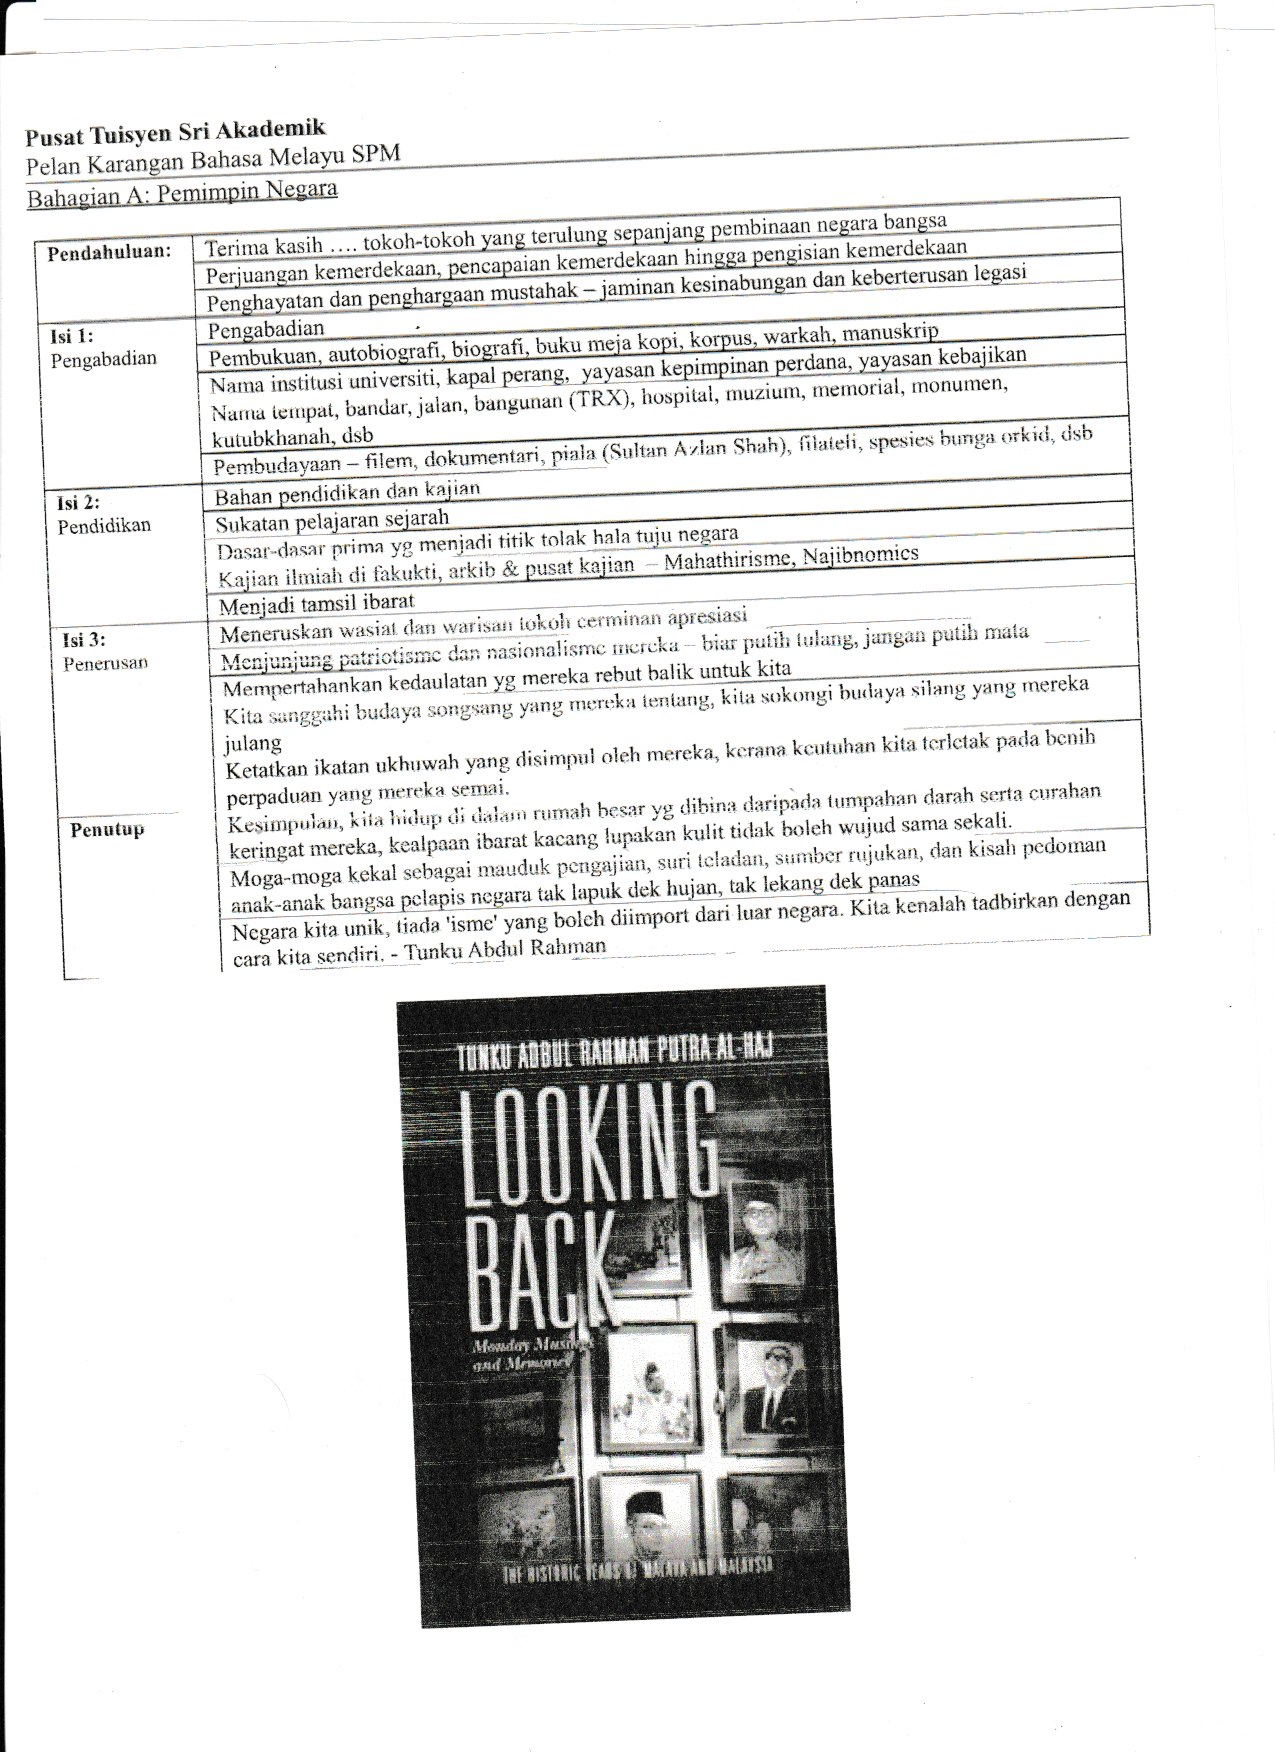 Pusat Tuisyen Sri Akademik
Pelan Karangan Bahasa Melayu SPM
Bahagian A: Pemimpin Negara
Pendahuluan:
Terima kasih .... tokoh-tokoh yang terulung sepanjang pembinaan negara bangsa
Perjuangan kemerdekaan, pencapaian kemerdekaan hingga pengisian kemerdekaan
Penghayatan dan penghargaan mustahak – jaminan kesinabungan dan keberterusan legasi
Isi 1:
Pengabadian
Pengabadian
Pembukuan, autobiografi, biografi, buku meja kopi, korpus, warkah, manuskrip
Nama institusi universiti, kapal perang, yayasan kepimpinan perdana, yayasan kebajikan
Nama tempat, bandar, jalan, bangunan (TRX), hospital, muzium, memorial, monumen,
kutubkhanah, dsb
Pembudayaan – filem, dokumentari, piala (Sultan Azlan Shah), filateli, spesies bunga orkid, dsb
Isi 2:
Pendidikan
Bahan pendidikan dan kajian
Sukatan pelajaran sejarah
Dasar-dasar prima yg menjadi titik tolak hala tuju negara
Kajian ilmiah di fakukti, arkib & pusat kajian – Mahathirisme, Najibnomics
Menjadi tamsil ibarat
Isi 3:
Penerusan
Meneruskan wasiat dan warisan tokoh cerminan apresiasi
Menjunjung patriotisme dan nasionalisme mereka – biar putih tulang, jangan putih mata
Mempertahankan kedaulatan yg mereka rebut balik untuk kita
Kita sanggahi budaya songsang yang mereka tentang, kita sokongi budaya silang yang mereka
julang
Ketatkan ikatan ukhuwah yang disimpul oleh mereka, kerana keutuhan kita terletak pada benih
perpaduan yang mereka semai.
Penutup
Kesimpulan, kita hidup di dalam rumah besar yg dibina daripada tumpahan darah serta curahan
keringat mereka, kealpaan ibarat kacang lupakan kulit tidak boleh wujud sama sekali.
Moga-moga kekal sebagai mauduk pengajian, suri teladan, sumber rujukan, dan kisah pedoman
anak-anak bangsa pelapis negara tak lapuk dek hujan, tak lekang dek panas
Negara kita unik, tiada 'isme' yang boleh diimport dari luar negara. Kita kenalah tadbirkan dengan
cara kita sendiri. - Tunku Abdul Rahman
TUNKU ABDUL RAHMAN PUTRA AL-HAJ
LOOKING
BACK
Monday Musings
and Memories
THE HISTORIC YEARS OF MALAYA AND MALAYSIA